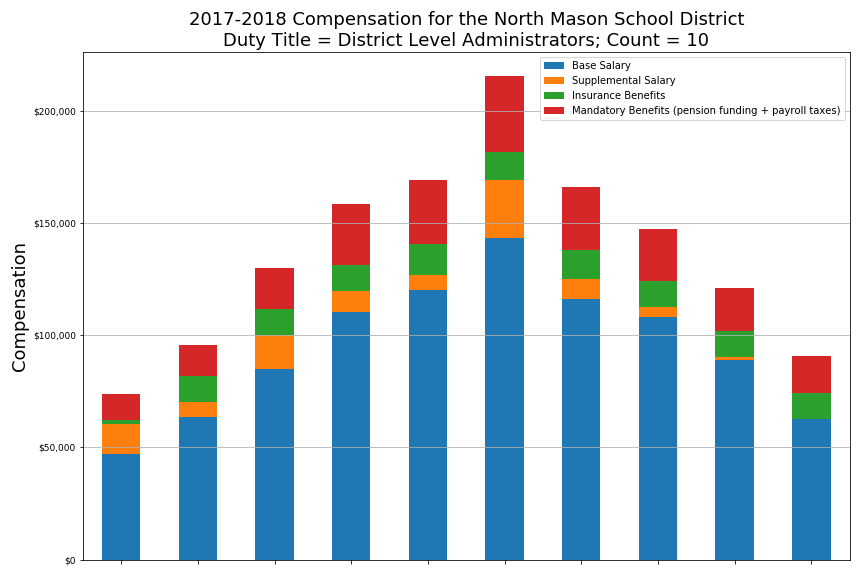 2017-2018 Compensation for the North Mason School District
Duty Title = District Level Administrators; Count = 10
Base Salary
Supplemental Salary
Insurance Benefits
Mandatory Benefits (pension funding + payroll taxes)
$200,000
$150,000
$100,000
$50,000
$0
Compensation